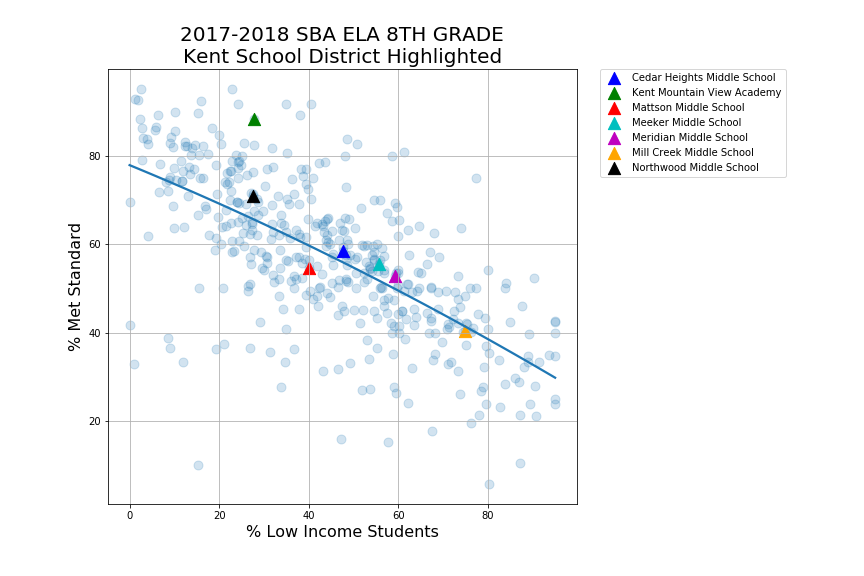 2017-2018 SBA ELA 8TH GRADE
Kent School District Highlighted
Cedar Heights Middle School
Kent Mountain View Academy
Mattson Middle School
Meeker Middle School
Meridian Middle School
Mill Creek Middle School
Northwood Middle School
% Met Standard
80
60
40
20
0 20 40 60 80
% Low Income Students